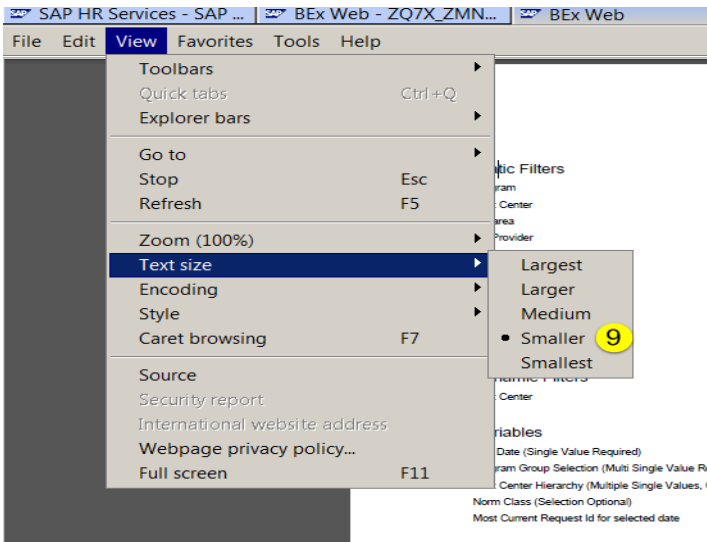 SAP HR Services - SAP ... BEx Web - ZQ7X_ZMN... BEx Web
File Edit View Favorites Tools Help
Toolbars
Quick tabs Ctrl+Q
Explorer bars
Go to
tic Filters
Stop Esc
ram
Refresh F5
Center
area
Zoom (100%)
Provider
Text size
Largest
Encoding
Larger
Style
Medium
Caret browsing F7
Smaller 9
Smallest
Source
namic Filters
Security report
Center
International website address
riables
Webpage privacy policy...
Date (Single Value Required)
Full screen F11
ram Group Selection (Multi Single Value R
Center Hierarchy (Multiple Single Values,
Norm Class (Selection Optional)
Most Current Request Id for selected date